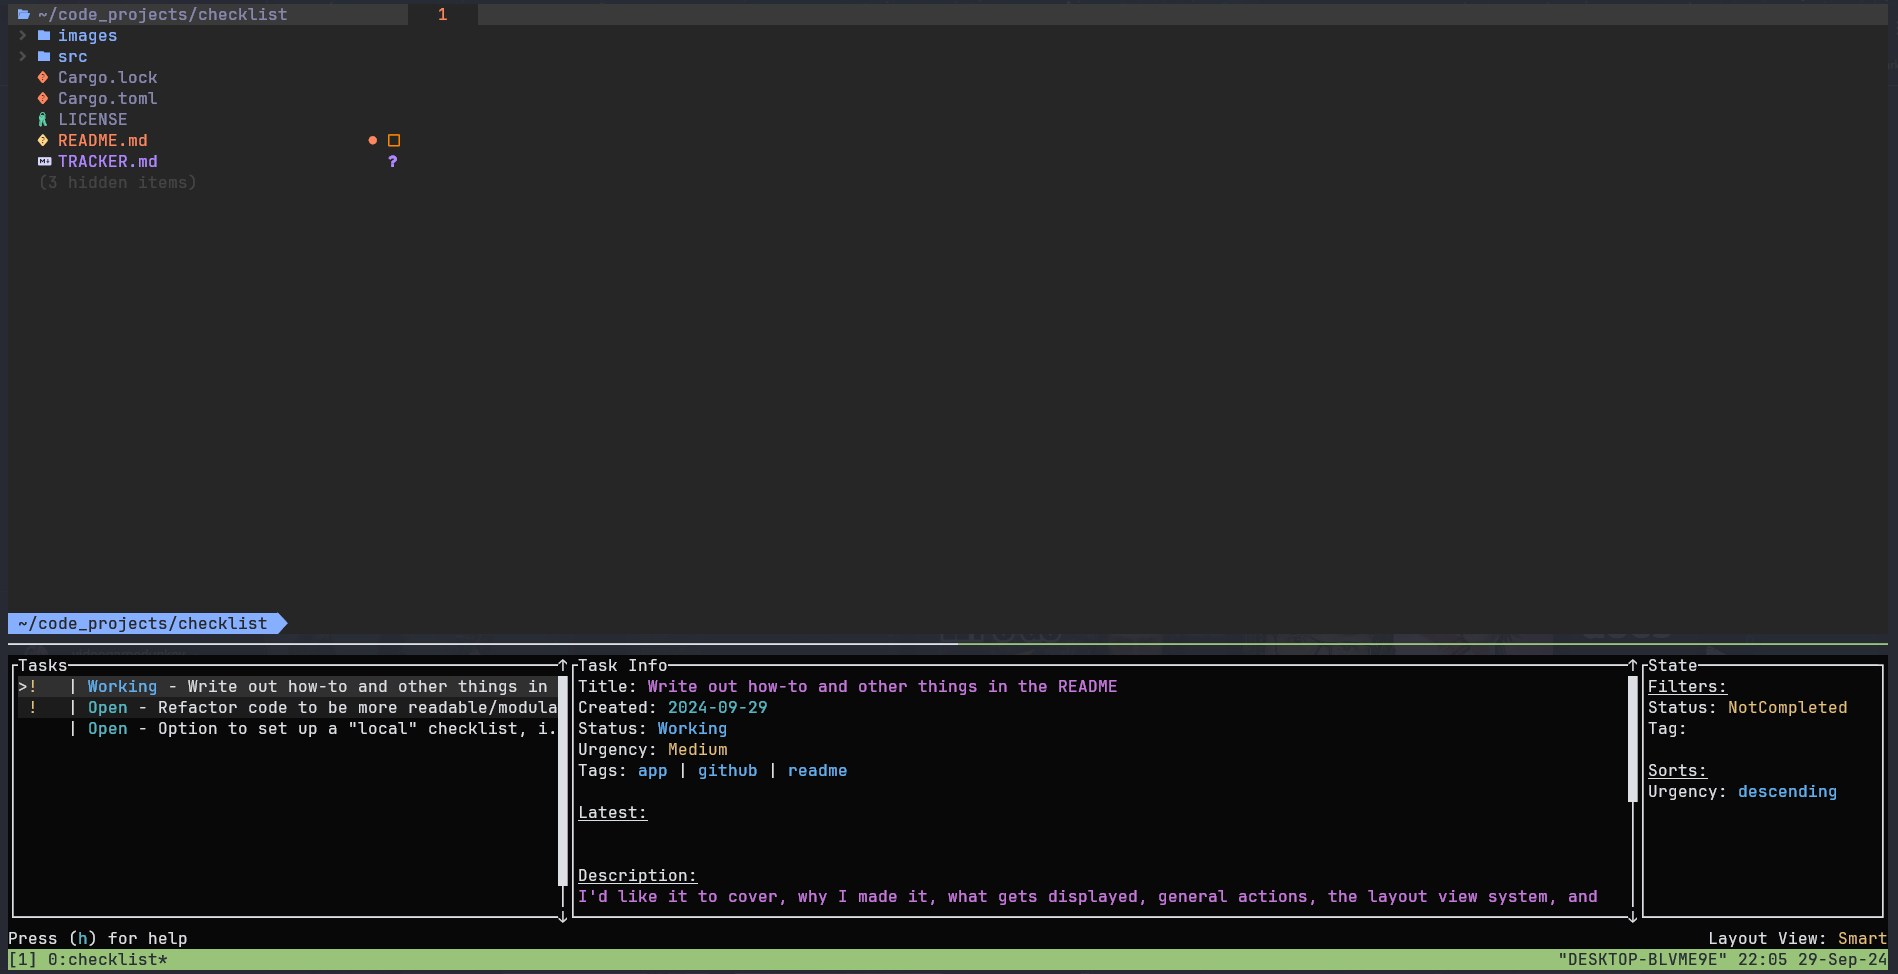 ~/code_projects/checklist
1
> images
> src
Cargo.lock
Cargo.toml
LICENSE
README.md
TRACKER.md ?
(3 hidden items)
~/code_projects/checklist
Tasks
>! | Working - Write out how-to and other things in
! | Open - Refactor code to be more readable/modula
| Open - Option to set up a "local" checklist, i.
Task Info
Title: Write out how-to and other things in the README
Created: 2024-09-29
Status: Working
Urgency: Medium
Tags: app | github | readme
Latest:
Description:
I'd like it to cover, why I made it, what gets displayed, general actions, the layout view system, and
State
Filters:
Status: NotCompleted
Tag:
Sorts:
Urgency: descending
Press (h) for help
Layout View: Smart
[1] 0:checklist*
"DESKTOP-BLVME9E" 22:05 29-Sep-24